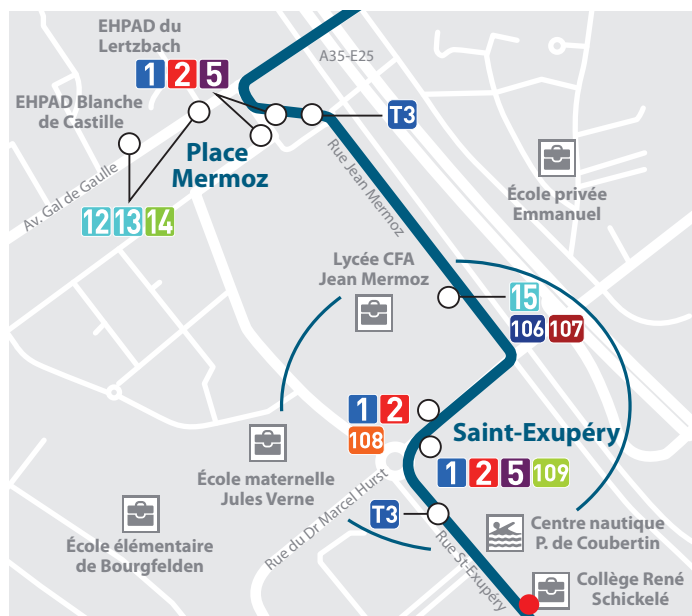 EHPAD du
Lertzbach
1 2 5
A35-E25
EHPAD Blanche
de Castille
T3
Place
Mermoz
Rue Jean Mermoz
École privée
Emmanuel
Av. Gal de Gaulle
12 13 14
Lycée CFA
Jean Mermoz
15
106 107
1 2
108
Saint-Exupéry
1 2 5 109
École maternelle
Jules Verne
Rue du Dr Marcel Hurst
T3
Rue St-Exupéry
École élémentaire
de Bourgfelden
Centre nautique
P. de Coubertin
Collège René
Schickelé